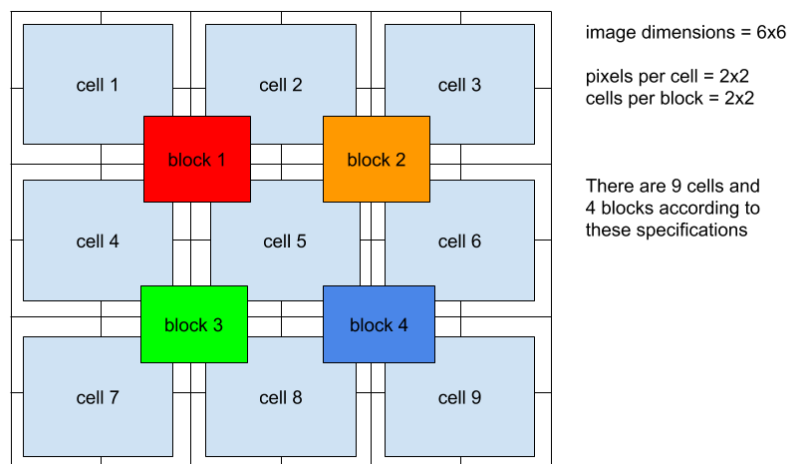 image dimensions = 6x6
cell 1
cell 2
cell 3
pixels per cell = 2x2
cells per block = 2x2
block 1
block 2
There are 9 cells and
4 blocks according to
these specifications
cell 4
cell 5
cell 6
block 3
block 4
cell 7
cell 8
cell 9